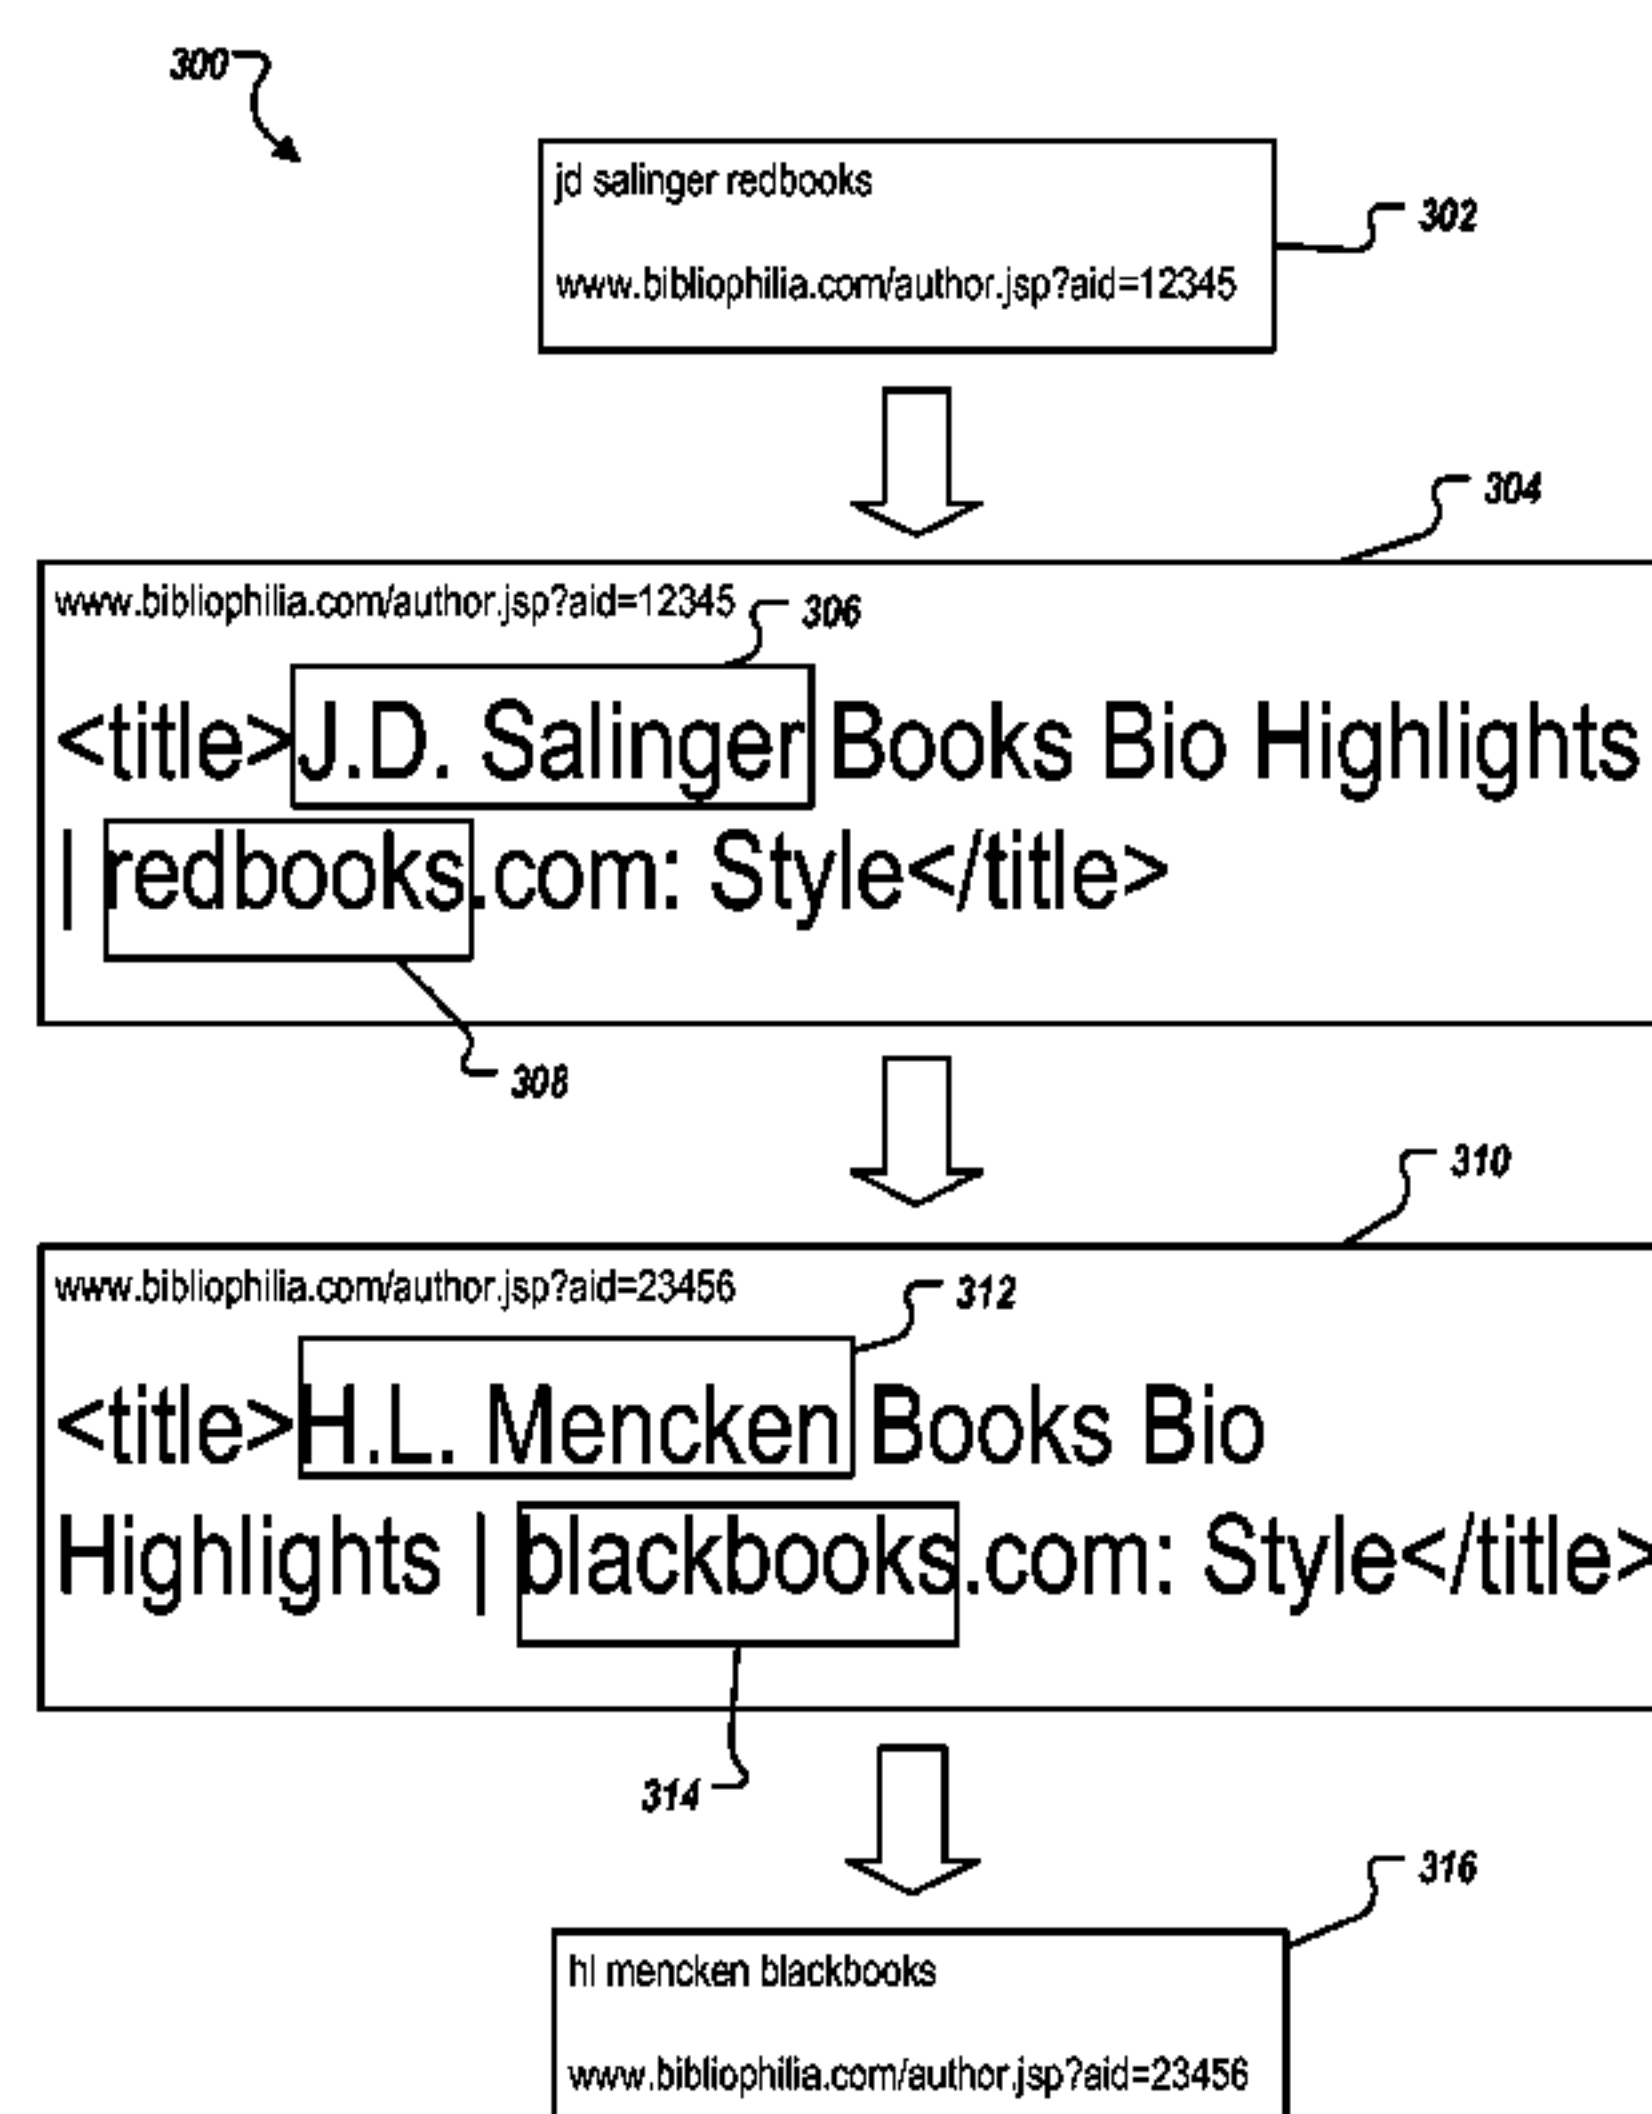 300
jd salinger redbooks
302
www.bibliophilia.com/author.jsp?aid=12345
304
www.bibliophilia.com/author.jsp?aid=12345
306
<title>J.D. Salinger Books Bio Highlights
| redbooks.com: Style</title>
308
310
www.bibliophilia.com/author.jsp?aid=23456
312
<title>H.L. Mencken Books Bio
Highlights | blackbooks.com: Style</title>
314
316
hl mencken blackbooks
www.bibliophilia.com/author.jsp?aid=23456